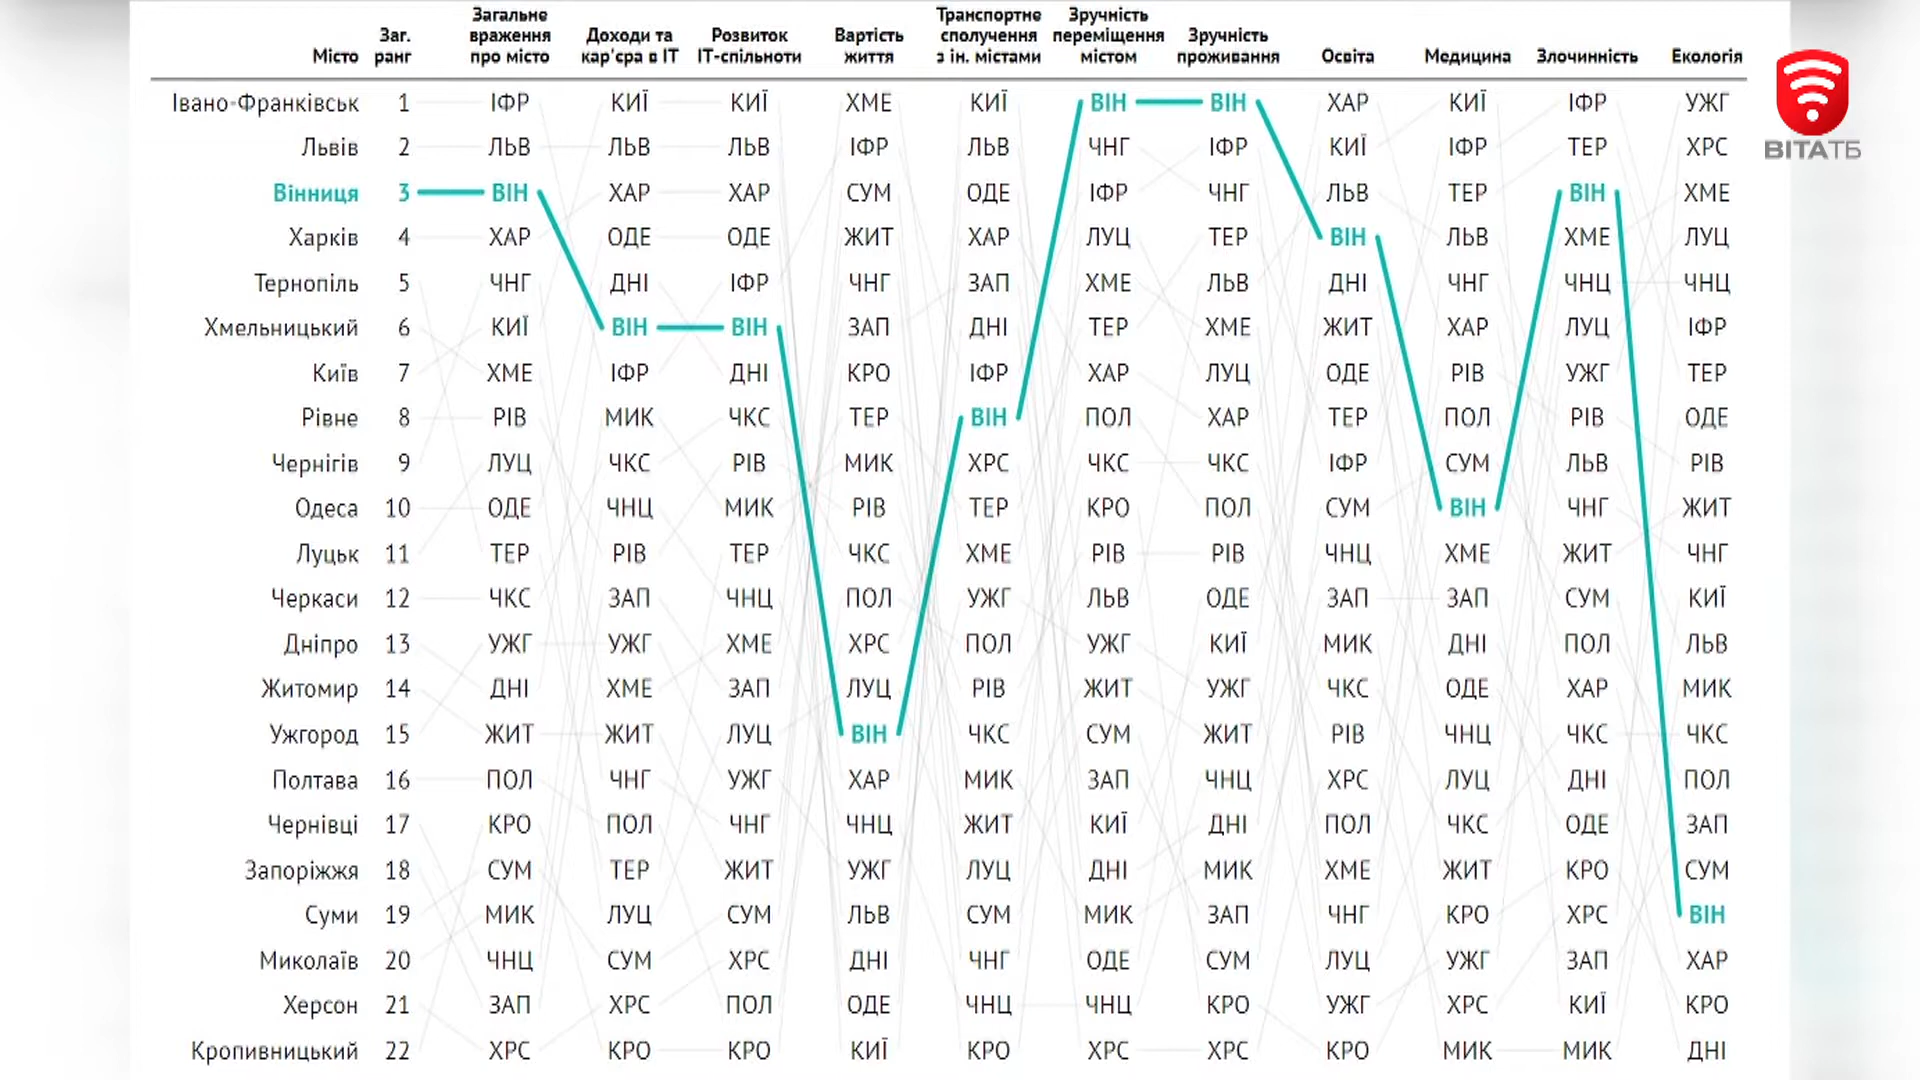 Місто Заг. ранг Загальне враження про місто Доходи та кар'єра в ІТ Розвиток ІТ-спільноти Вартість життя Транспортне сполучення з ін. містами Зручність переміщення містом Зручність проживання Освіта Медицина Злочинність Екологія
Івано-Франківськ 1 ІФР КИЇ КИЇ ХМЕ КИЇ ВІН ВІН ХАР КИЇ ІФР УЖГ
Львів 2 ЛЬВ ЛЬВ ЛЬВ ІФР ЛЬВ ЧНГ ІФР КИЇ ІФР ТЕР ХРС
Вінниця 3 ВІН ХАР ХАР СУМ ОДЕ ІФР ЧНГ ЛЬВ ТЕР ВІН ХМЕ
Харків 4 ХАР ОДЕ ОДЕ ЖИТ ХАР ЛУЦ ТЕР ВІН ЛЬВ ХМЕ ЛУЦ
Тернопіль 5 ЧНГ ДНІ ІФР ЧНГ ЗАП ХМЕ ЛЬВ ДНІ ЧНГ ЧНЦ ЧНЦ
Хмельницький 6 КИЇ ВІН ВІН ЗАП ДНІ ТЕР ХМЕ ЖИТ ХАР ЛУЦ ІФР
Київ 7 ХМЕ ІФР ДНІ КРО ІФР ХАР ЛУЦ ОДЕ РІВ УЖГ ТЕР
Рівне 8 РІВ МИК ЧКС ТЕР ВІН ПОЛ ХАР ТЕР ПОЛ РІВ ОДЕ
Чернігів 9 ЛУЦ ЧКС РІВ МИК ХРС ЧКС ЧКС ІФР СУМ ЛЬВ РІВ
Одеса 10 ОДЕ ЧНЦ МИК РІВ ТЕР КРО ПОЛ СУМ ВІН ЧНГ ЖИТ
Луцьк 11 ТЕР РІВ ТЕР ЧКС ХМЕ РІВ РІВ ЧНЦ ХМЕ ЖИТ ЧНГ
Черкаси 12 ЧКС ЗАП ЧНЦ ПОЛ УЖГ ЛЬВ ОДЕ ЗАП ЗАП СУМ КИЇ
Дніпро 13 УЖГ УЖГ ХМЕ ХРС ПОЛ УЖГ КИЇ МИК ДНІ ПОЛ ЛЬВ
Житомир 14 ДНІ ХМЕ ЗАП ЛУЦ РІВ ЖИТ УЖГ ЧКС ОДЕ ХАР МИК
Ужгород 15 ЖИТ ЖИТ ЛУЦ ВІН ЧКС СУМ ЖИТ РІВ ЧНЦ ЧКС ЧКС
Полтава 16 ПОЛ ЧНГ УЖГ ХАР МИК ЗАП ЧНЦ ХРС ЛУЦ ДНІ ПОЛ
Чернівці 17 КРО ПОЛ ЧНГ ЧНЦ ЖИТ КИЇ ДНІ ПОЛ ЧКС ОДЕ ЗАП
Запоріжжя 18 СУМ ТЕР ЖИТ УЖГ ЛУЦ ДНІ МИК ХМЕ ЖИТ КРО СУМ
Суми 19 МИК ЛУЦ СУМ ЛЬВ СУМ МИК ЗАП ЧНГ КРО ХРС ВІН
Миколаїв 20 ЧНЦ СУМ ХРС ДНІ ЧНГ ОДЕ СУМ ЛУЦ УЖГ ЗАП ХАР
Херсон 21 ЗАП ХРС ПОЛ ОДЕ ЧНЦ ЧНЦ КРО УЖГ ХРС КИЇ КРО
Кропивницький 22 ХРС КРО КРО КИЇ КРО ХРС ХРС КРО МИК МИК ДНІ
ВІТАТБ